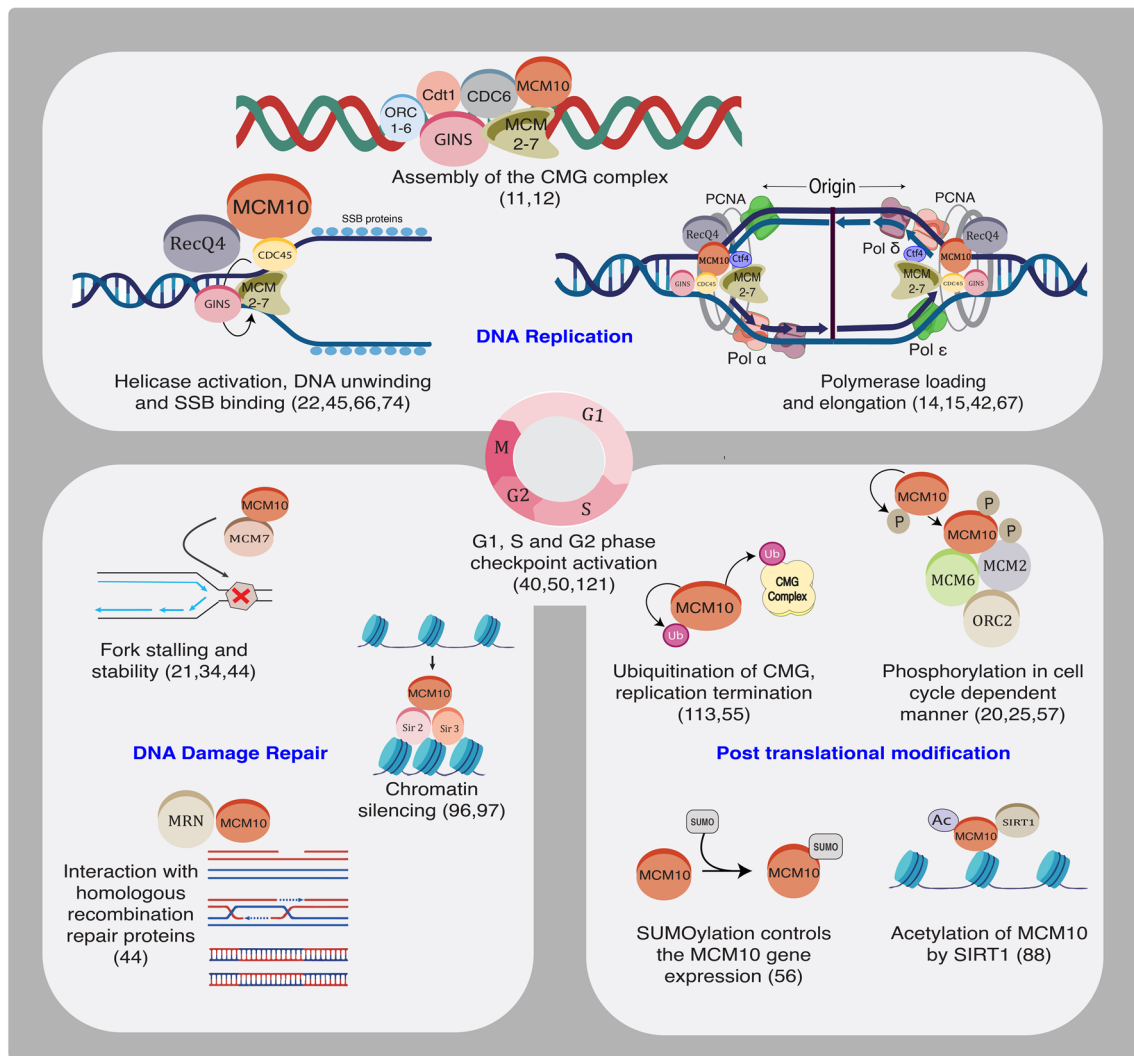 ORC
1-6
Cdt1
CDC6
MCM10
GINS
MCM
2-7
Assembly of the CMG complex
(11,12)
MCM10
RecQ4
SSB proteins
CDC45
GINS
MCM
2-7
Helicase activation, DNA unwinding
and SSB binding (22,45,66,74)
DNA Replication
Origin
PCNA
PCNA
RecQ4
RecQ4
MCM10
Ctf4
GINS
CDC45
MCM
2-7
Pol δ
Ctf4
MCM10
MCM
2-7
CDC45
GINS
Pol α
Pol ε
Polymerase loading
and elongation (14,15,42,67)
G1
M
G2
S
G1, S and G2 phase
checkpoint activation
(40,50,121)
MCM10
MCM7
Fork stalling and
stability (21,34,44)
MCM10
Sir 2
Sir 3
Chromatin
silencing (96,97)
DNA Damage Repair
MRN
MCM10
Interaction with
homologous
recombination
repair proteins
(44)
Ub
MCM10
CMG
Complex
Ub
Ubiquitination of CMG,
replication termination
(113,55)
MCM10
P
P
MCM10
P
MCM6
MCM2
ORC2
Phosphorylation in cell
cycle dependent
manner (20,25,57)
Post translational modification
SUMO
MCM10
SUMO
MCM10
SUMOylation controls
the MCM10 gene
expression (56)
Ac
MCM10
SIRT1
Acetylation of MCM10
by SIRT1 (88)